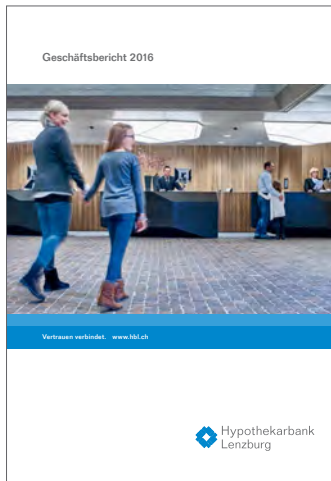 Geschäftsbericht 2016
Vertrauen verbindet. www.hbl.ch
Hypothekarbank
Lenzburg